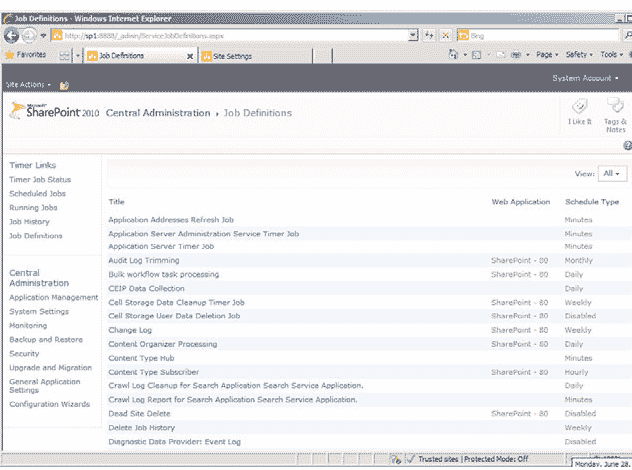 Job Definitions - Windows Internet Explorer
http://sp1:8888/_admin/ServiceJobDefinitions.aspx
Bing
Favorites
Job Definitions
Site Settings
Page
Safety
Tools
System Account
Site Actions
Microsoft
SharePoint 2010 Central Administration Job Definitions
I Like It
Tags & Notes
Timer Links
Timer Job Status
Scheduled Jobs
Running Jobs
Job History
Job Definitions
Central Administration
Application Management
System Settings
Monitoring
Backup and Restore
Security
Upgrade and Migration
General Application Settings
Configuration Wizards
View: All
Title Web Application Schedule Type
Application Addresses Refresh Job Minutes
Application Server Administration Service Timer Job Minutes
Application Server Timer Job Minutes
Audit Log Trimming SharePoint - 80 Monthly
Bulk workflow task processing SharePoint - 80 Daily
CEIP Data Collection Daily
Cell Storage Data Cleanup Timer Job SharePoint - 80 Weekly
Cell Storage User Data Deletion Job SharePoint - 80 Disabled
Change Log SharePoint - 80 Weekly
Content Organizer Processing SharePoint - 80 Daily
Content Type Hub Minutes
Content Type Subscriber SharePoint - 80 Hourly
Crawl Log Cleanup for Search Application Search Service Application. Daily
Crawl Log Report for Search Application Search Service Application. Minutes
Dead Site Delete SharePoint - 80 Disabled
Delete Job History Weekly
Diagnostic Data Provider: Event Log Disabled
Trusted sites | Protected Mode: Off
Monday, June 28,